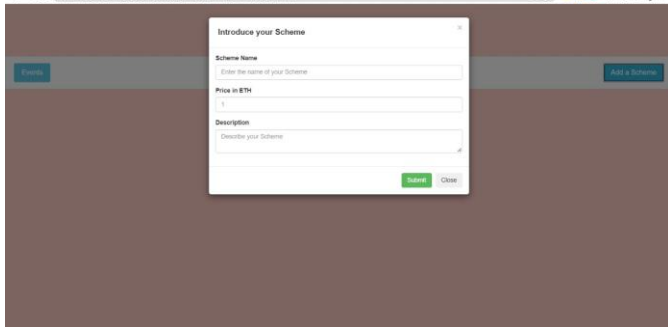 Introduce your Scheme
×
Scheme Name
Enter the name of your Scheme
Events
Add a Scheme
Price in ETH
1
Description
Describe your Scheme
Submit
Close